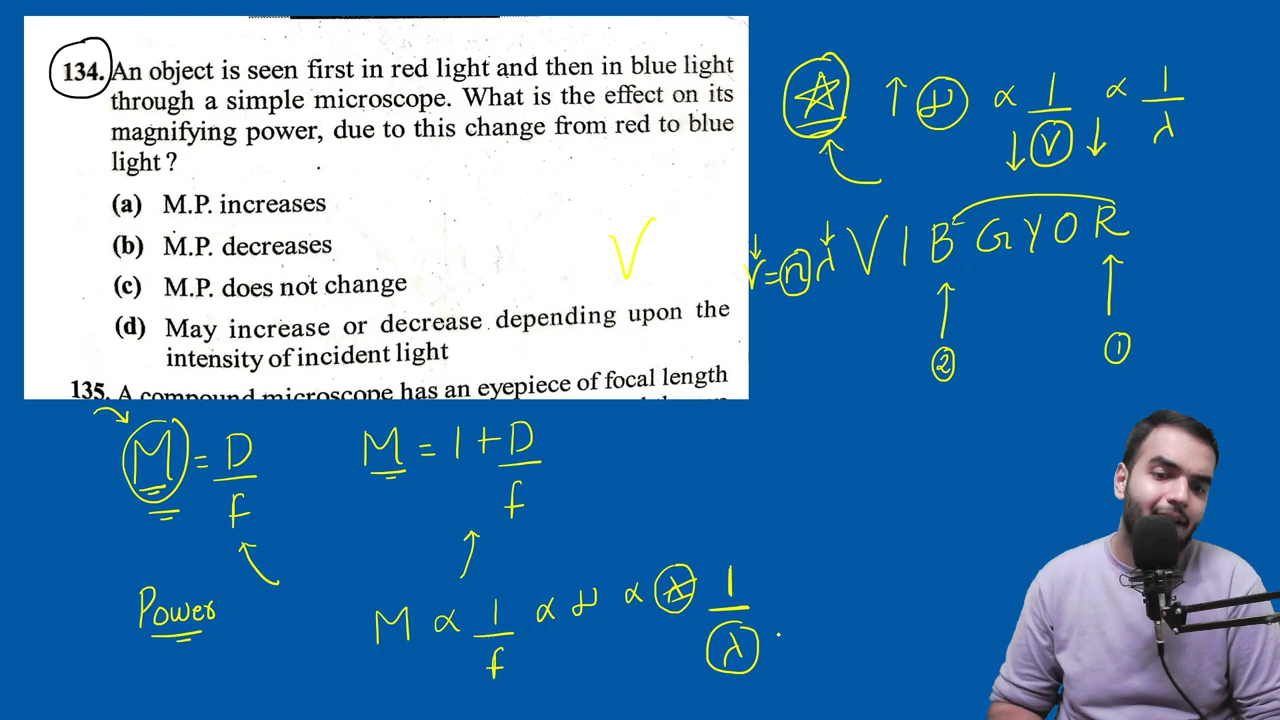 134. An object is seen first in red light and then in blue light
through a simple microscope. What is the effect on its
magnifying power, due to this change from red to blue
light ?
(a) M.P. increases
(b) M.P. decreases
(c) M.P. does not change
(d) May increase or decrease depending upon the
intensity of incident light
135. A compound microscope has an eyepiece of focal length
↑ μ ∝ 1/v ∝ 1/λ
↓ ↓
V
v = nλ
V I B G Y O R
② ①
M = D/f
M = 1 + D/f
Power
M ∝ 1/f ∝ μ ∝ 1/λ